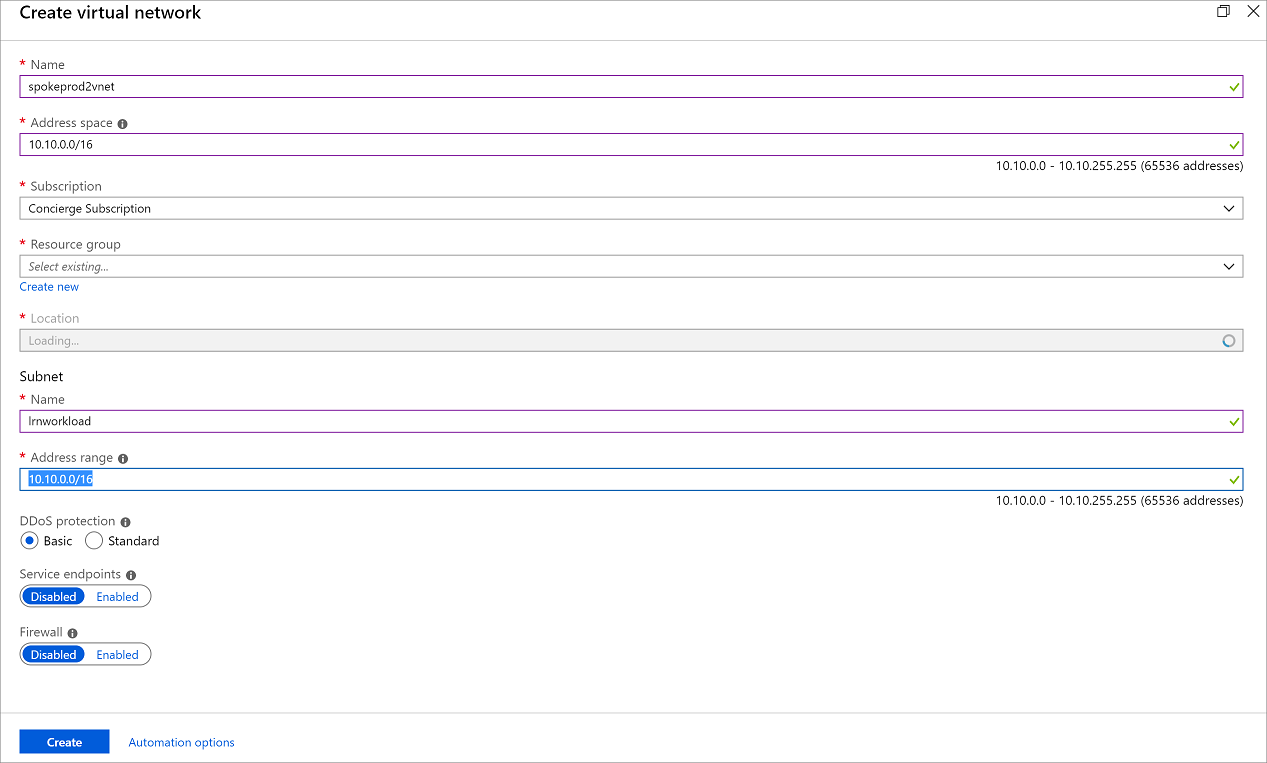 Create virtual network
* Name
spokeprod2vnet
* Address space
10.10.0.0/16
10.10.0.0 - 10.10.255.255 (65536 addresses)
* Subscription
Concierge Subscription
* Resource group
Select existing...
Create new
* Location
Loading...
Subnet
* Name
lrnworkload
* Address range
10.10.0.0/16
10.10.0.0 - 10.10.255.255 (65536 addresses)
DDoS protection
Basic Standard
Service endpoints
Disabled Enabled
Firewall
Disabled Enabled
Create Automation options